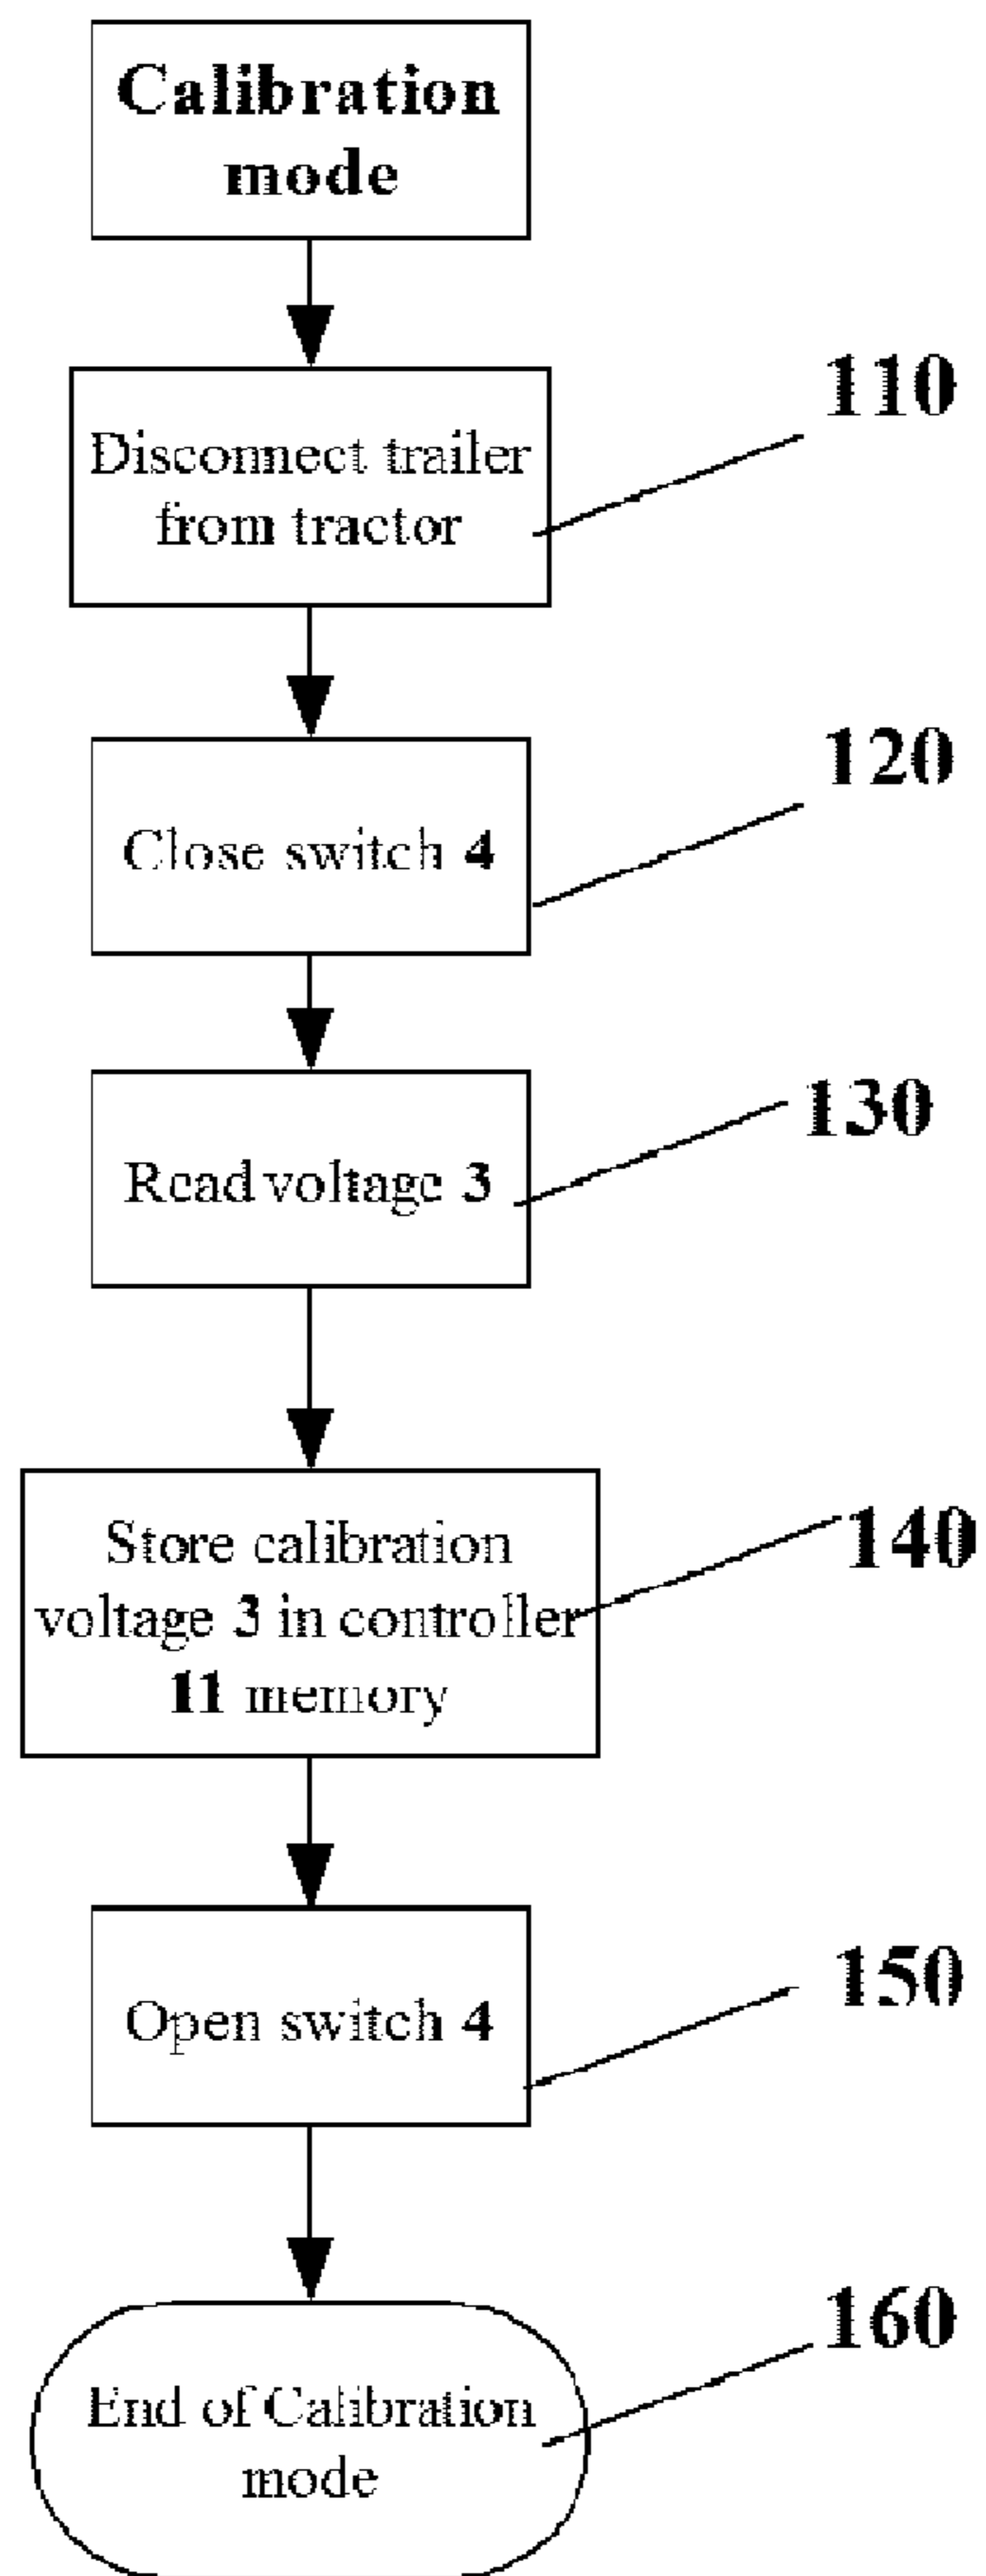 Calibration
mode
110
Disconnect trailer
from tractor
120
Close switch 4
130
Read voltage 3
140
Store calibration
voltage 3 in controller
11 memory
150
Open switch 4
160
End of Calibration
mode